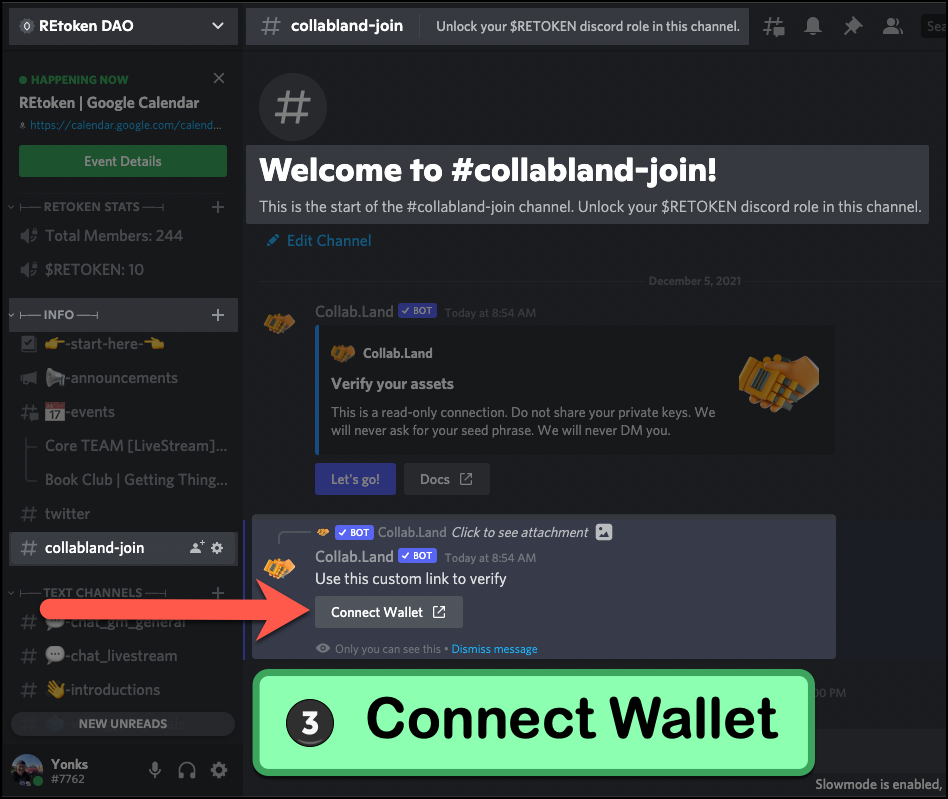 REtoken DAO
# collabland-join
Unlock your $RETOKEN discord role in this channel.
Sea
HAPPENING NOW
REtoken | Google Calendar
https://calendar.google.com/calend...
Event Details
RETOKEN STATS
Total Members: 244
$RETOKEN: 10
INFO
-start-here-
-announcements
17
-events
Core TEAM [LiveStream]...
Book Club | Getting Thing...
# twitter
# collabland-join
TEXT CHANNELS
# -chat_gm_general
# -chat_livestream
# -introductions
NEW UNREADS
Yonks
#7762
#
Welcome to #collabland-join!
This is the start of the #collabland-join channel. Unlock your $RETOKEN discord role in this channel.
Edit Channel
December 5, 2021
Collab.Land BOT Today at 8:54 AM
Collab.Land
Verify your assets
This is a read-only connection. Do not share your private keys. We
will never ask for your seed phrase. We will never DM you.
Let's go!
Docs
BOT Collab.Land Click to see attachment
Collab.Land BOT Today at 8:54 AM
Use this custom link to verify
Connect Wallet
Only you can see this • Dismiss message
00 PM
3 Connect Wallet
Slowmode is enabled,